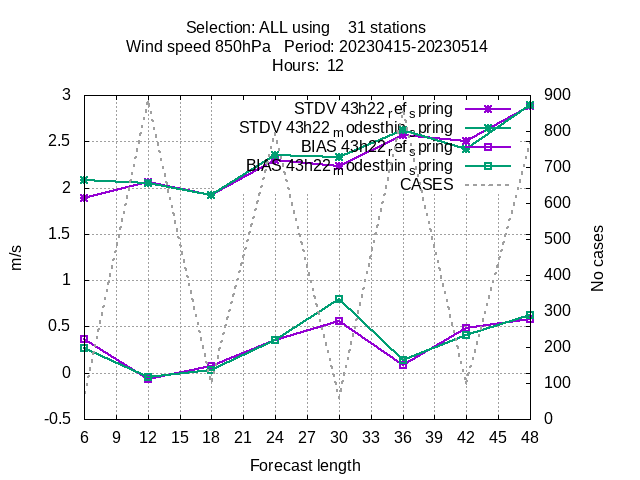 Selection: ALL using 31 stations
Wind speed 850hPa Period: 20230415-20230514
Hours: 12
STDV 43h22_ref_spring
STDV 43h22_modesthin_spring
BIAS 43h22_ref_spring
BIAS 43h22_modesthin_spring
CASES
3
2.5
2
1.5
1
0.5
0
-0.5
m/s
900
800
700
600
500
400
300
200
100
0
No cases
6 9 12 15 18 21 24 27 30 33 36 39 42 45 48
Forecast length